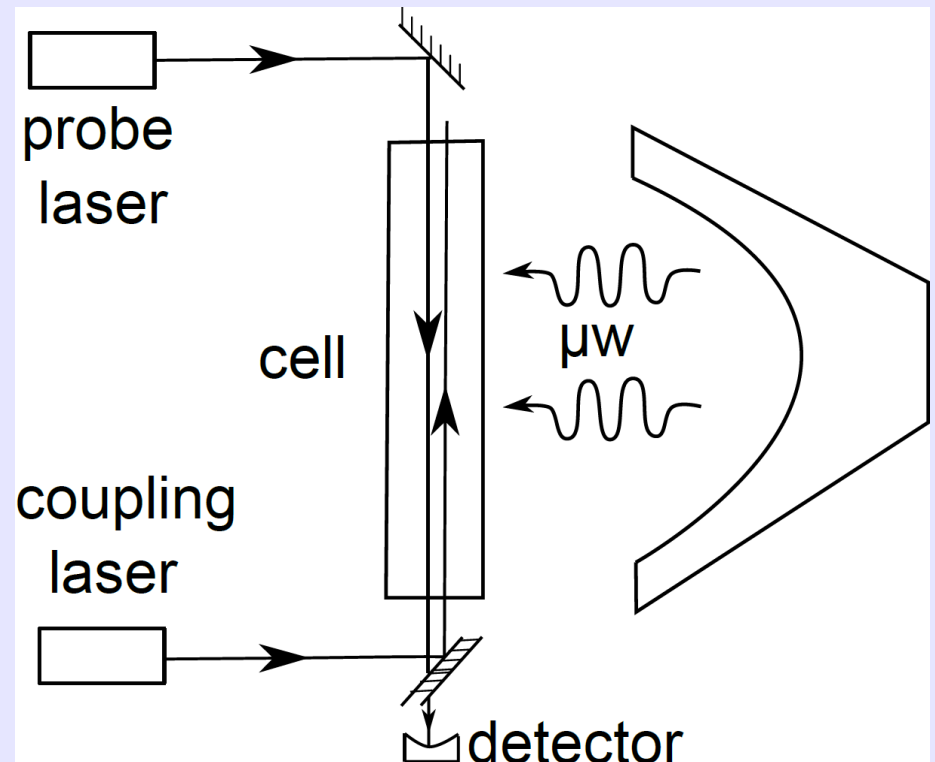 probe
laser
cell
μw
coupling
laser
detector